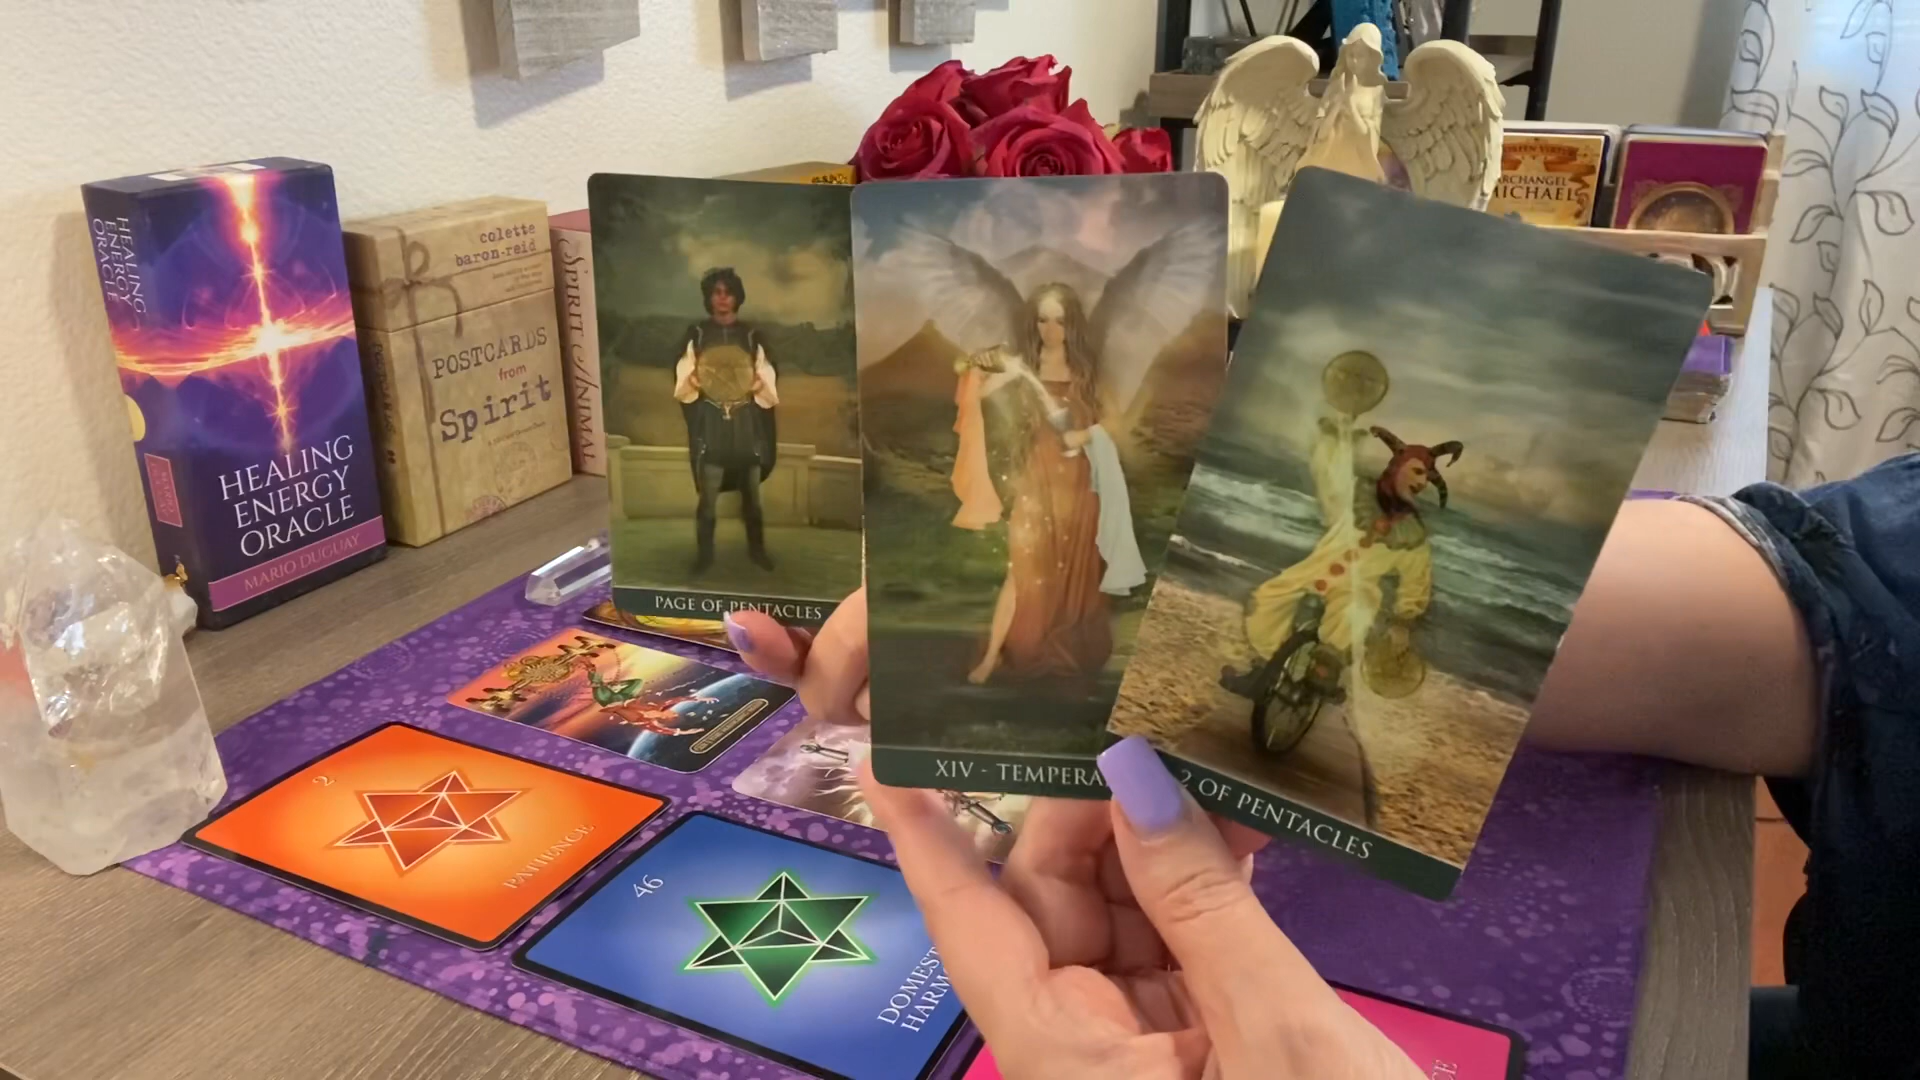 HEALING
ENERGY
ORACLE
HEALING
ENERGY
ORACLE
MARIO DUGUAY
colette
baron-reid
POSTCARDS
from
Spirit
SPIRIT ANIMAL
ARCHANGEL
MICHAEL
PAGE OF PENTACLES
XIV - TEMPERA
2 OF PENTACLES
2
PATIENCE
46
DOMEST
HARM
CE